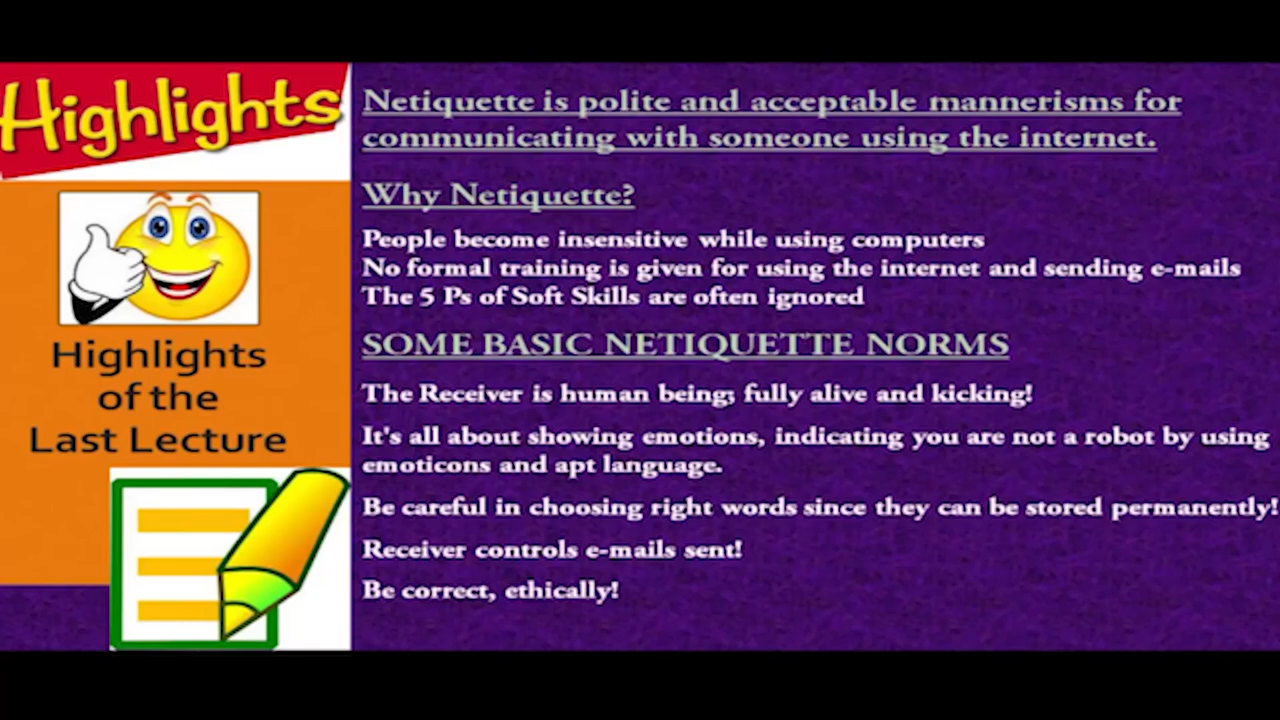 Highlights
Highlights
of the
Last Lecture
Netiquette is polite and acceptable mannerisms for
communicating with someone using the internet.
Why Netiquette?
People become insensitive while using computers
No formal training is given for using the internet and sending e-mails
The 5 Ps of Soft Skills are often ignored
SOME BASIC NETIQUETTE NORMS
The Receiver is human being; fully alive and kicking!
It's all about showing emotions, indicating you are not a robot by using
emoticons and apt language.
Be careful in choosing right words since they can be stored permanently!
Receiver controls e-mails sent!
Be correct, ethically!